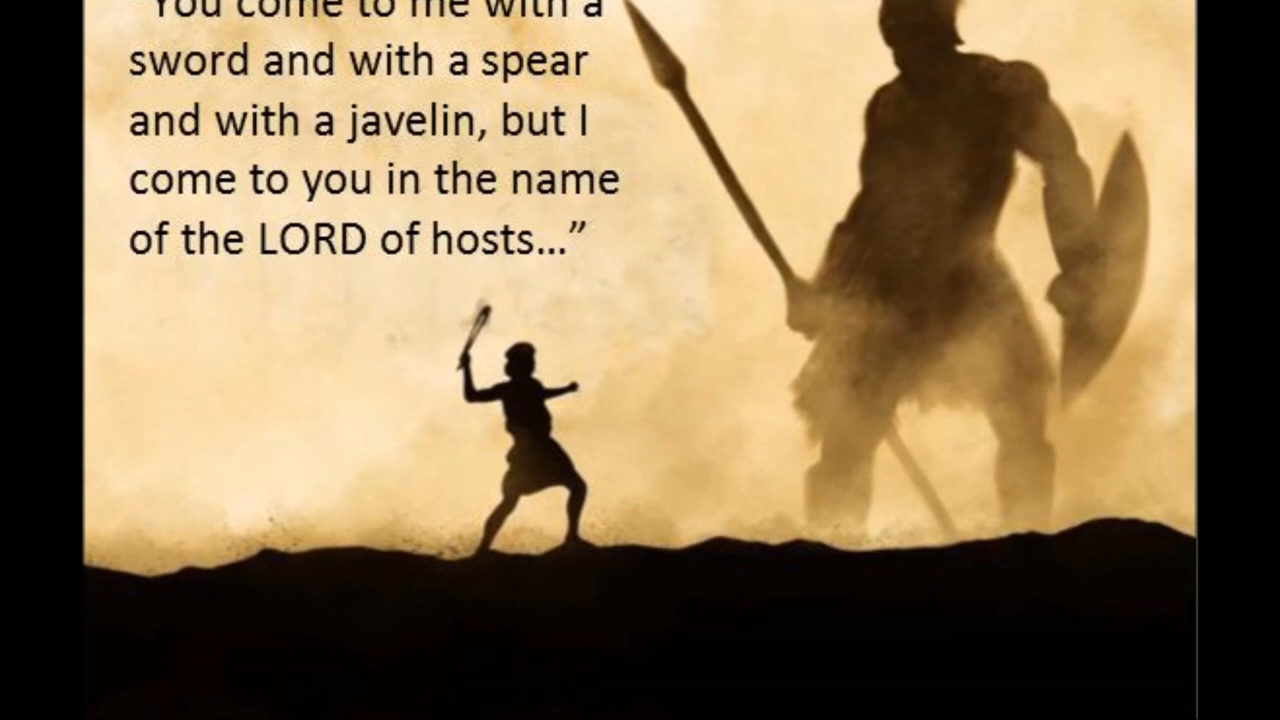 “You come to me with a
sword and with a spear
and with a javelin, but I
come to you in the name
of the LORD of hosts...”